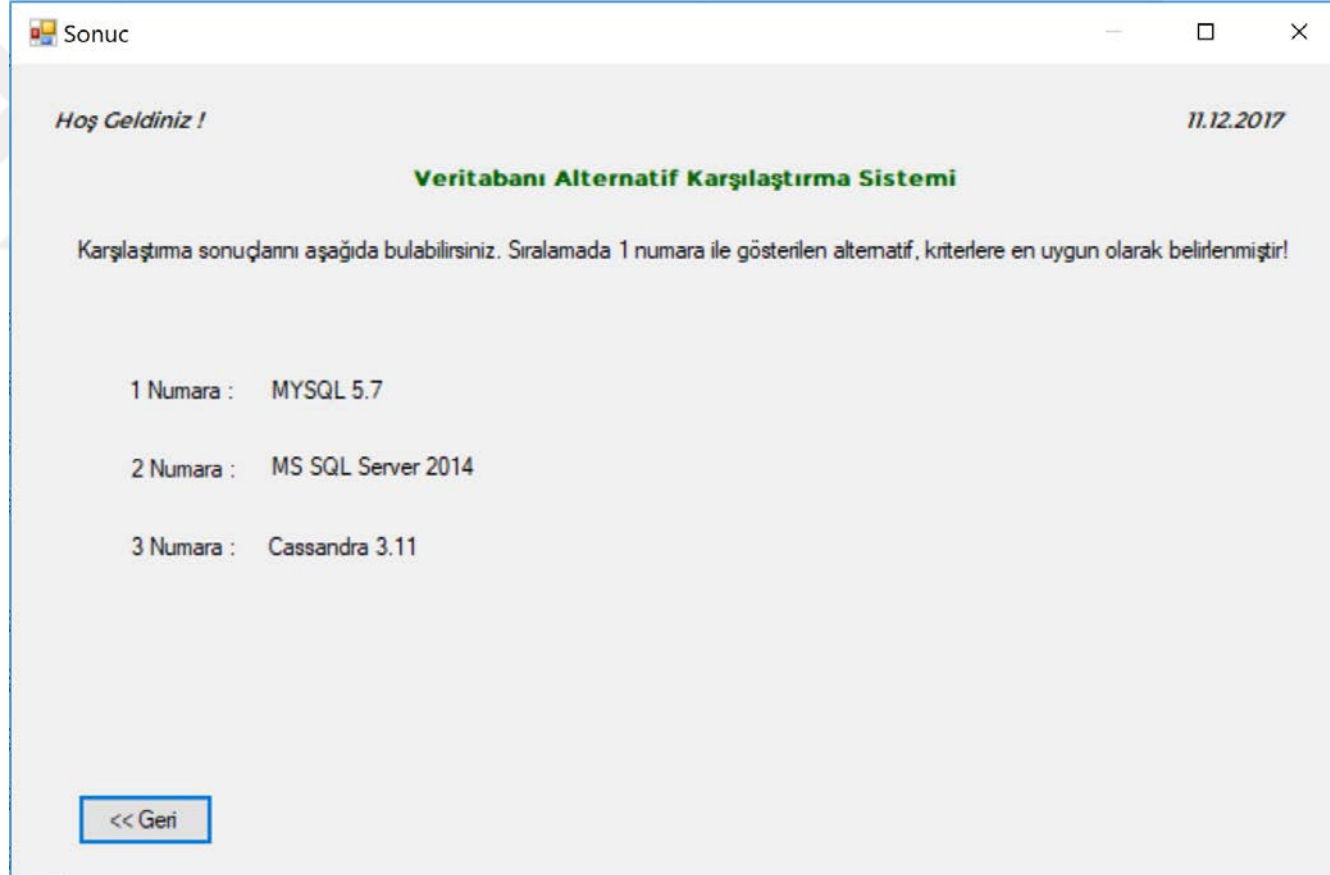 Sonuc
Hoş Geldiniz !
11.12.2017
Veritabanı Alternatif Karşılaştırma Sistemi
Karşılaştırma sonuçlarını aşağıda bulabilirsiniz. Sıralamada 1 numara ile gösterilen alternatif, kriterlere en uygun olarak belirlenmiştir!
1 Numara : MYSQL 5.7
2 Numara : MS SQL Server 2014
3 Numara : Cassandra 3.11
<< Geri